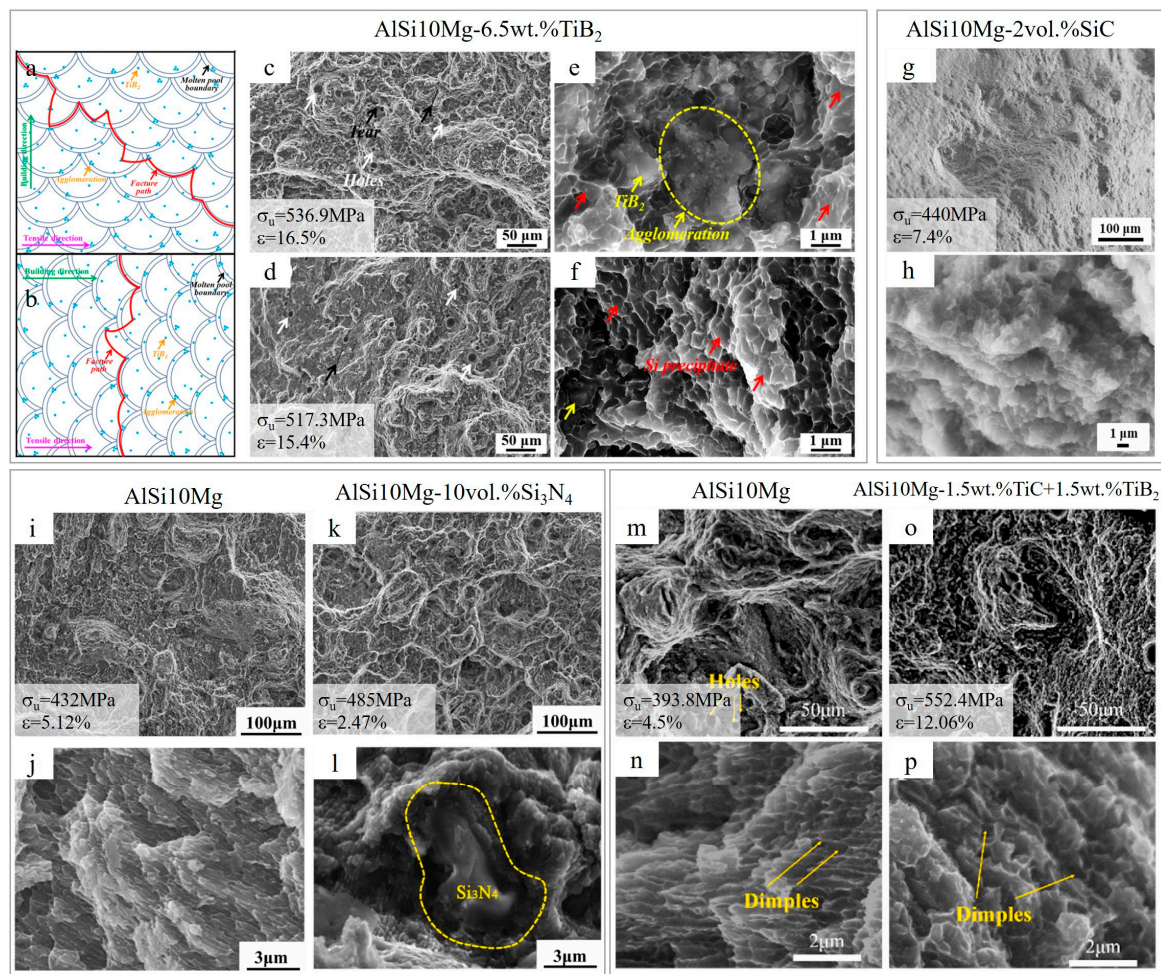 AlSi10Mg-6.5wt.%TiB₂
a
TiB₂
Molten pool
boundary
Building direction
Agglomeration
Facture
path
Tensile direction
b
Building direction
Molten pool
boundary
Facture
path
TiB₂
Agglomeration
Tensile direction
c
Tear
Holes
σᵤ=536.9MPa
ε=16.5%
50 μm
d
σᵤ=517.3MPa
ε=15.4%
50 μm
e
TiB₂
Agglomeration
1 μm
f
Si precipitate
1 μm
AlSi10Mg-2vol.%SiC
g
σᵤ=440MPa
ε=7.4%
100 μm
h
1 μm
AlSi10Mg
i
σᵤ=432MPa
ε=5.12%
100μm
j
3μm
AlSi10Mg-10vol.%Si₃N₄
k
σᵤ=485MPa
ε=2.47%
100μm
l
Si₃N₄
3μm
AlSi10Mg
m
Holes
σᵤ=393.8MPa
ε=4.5%
50μm
n
Dimples
2μm
AlSi10Mg-1.5wt.%TiC+1.5wt.%TiB₂
o
σᵤ=552.4MPa
ε=12.06%
50μm
p
Dimples
2μm